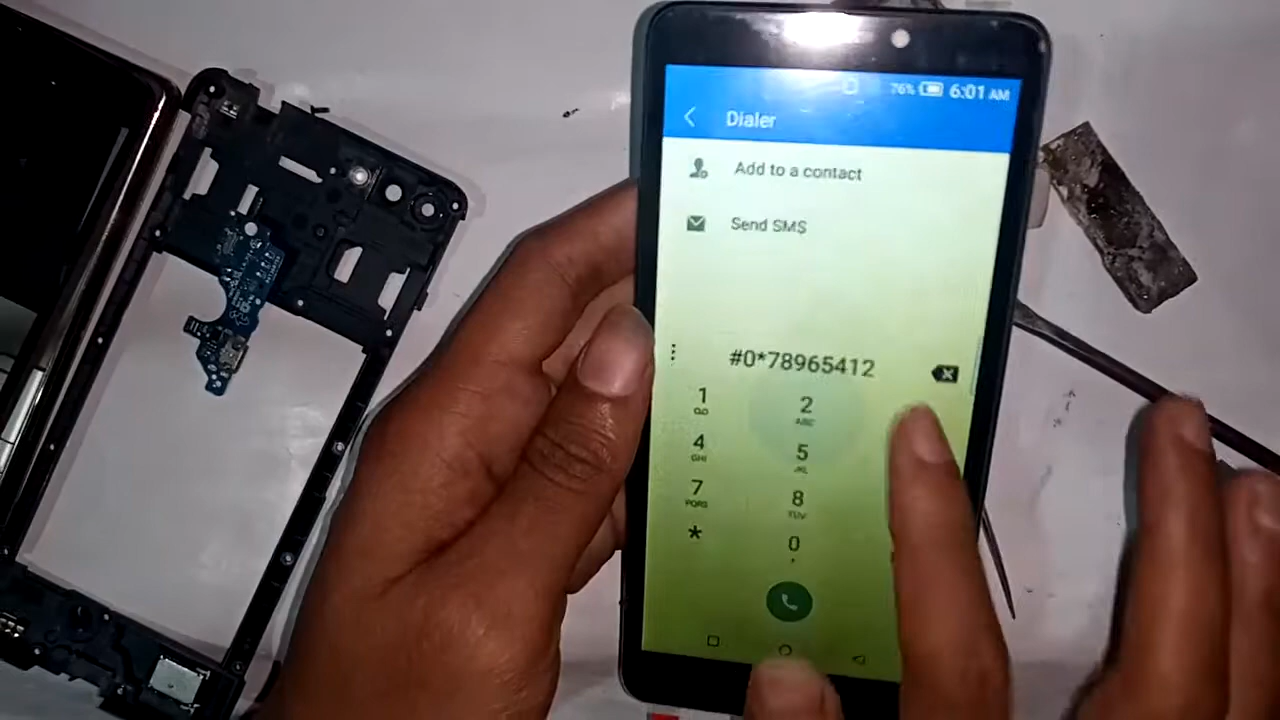 76% 6:01 AM
Dialer
Add to a contact
Send SMS
#0*78965412
1 2
ABC
4 5
GHI JKL
7 8
PQRS TUV
* 0